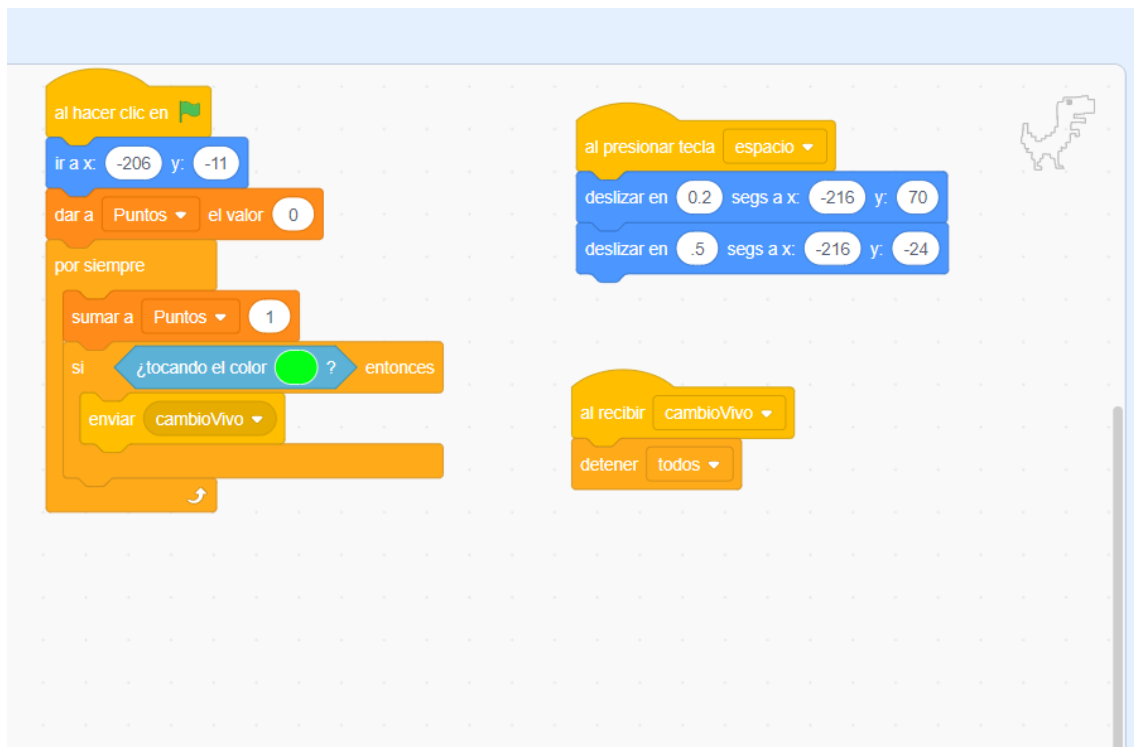 al hacer clic en
ir a x: -206 y: -11
dar a Puntos el valor 0
por siempre
sumar a Puntos 1
si ¿tocando el color ? entonces
enviar cambioVivo
al presionar tecla espacio
deslizar en 0.2 segs a x: -216 y: 70
deslizar en .5 segs a x: -216 y: -24
al recibir cambioVivo
detener todos